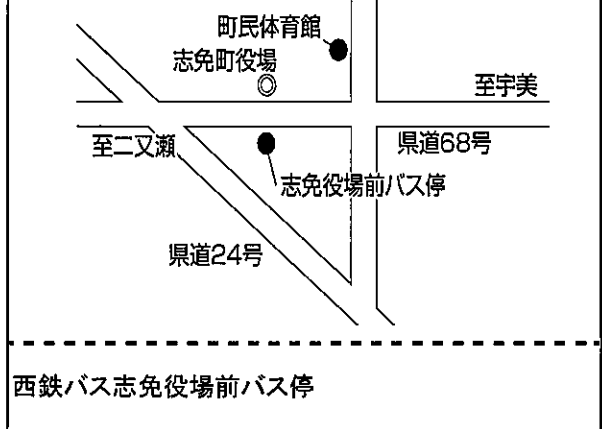 町民体育館
志免町役場
至宇美
至二又瀬
県道68号
志免役場前バス停
県道24号
西鉄バス志免役場前バス停